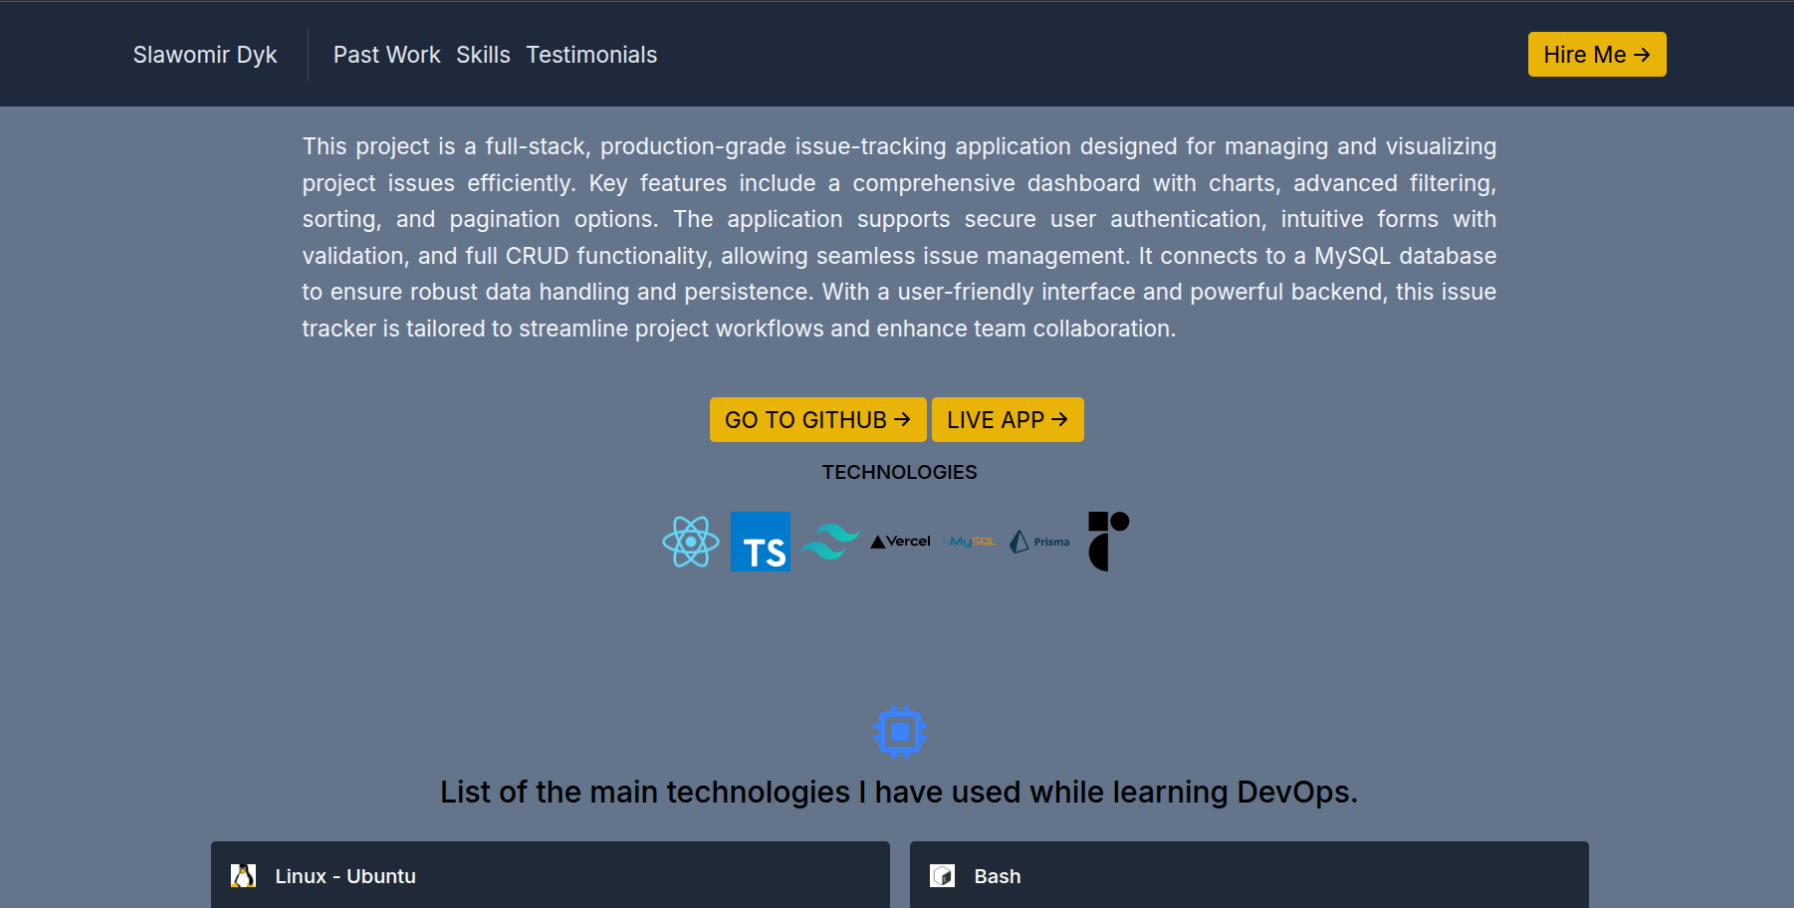 Slawomir Dyk Past Work Skills Testimonials Hire Me →
This project is a full-stack, production-grade issue-tracking application designed for managing and visualizing
project issues efficiently. Key features include a comprehensive dashboard with charts, advanced filtering,
sorting, and pagination options. The application supports secure user authentication, intuitive forms with
validation, and full CRUD functionality, allowing seamless issue management. It connects to a MySQL database
to ensure robust data handling and persistence. With a user-friendly interface and powerful backend, this issue
tracker is tailored to streamline project workflows and enhance team collaboration.
GO TO GITHUB → LIVE APP →
TECHNOLOGIES
TS Vercel MySQL Prisma
List of the main technologies I have used while learning DevOps.
Linux - Ubuntu Bash